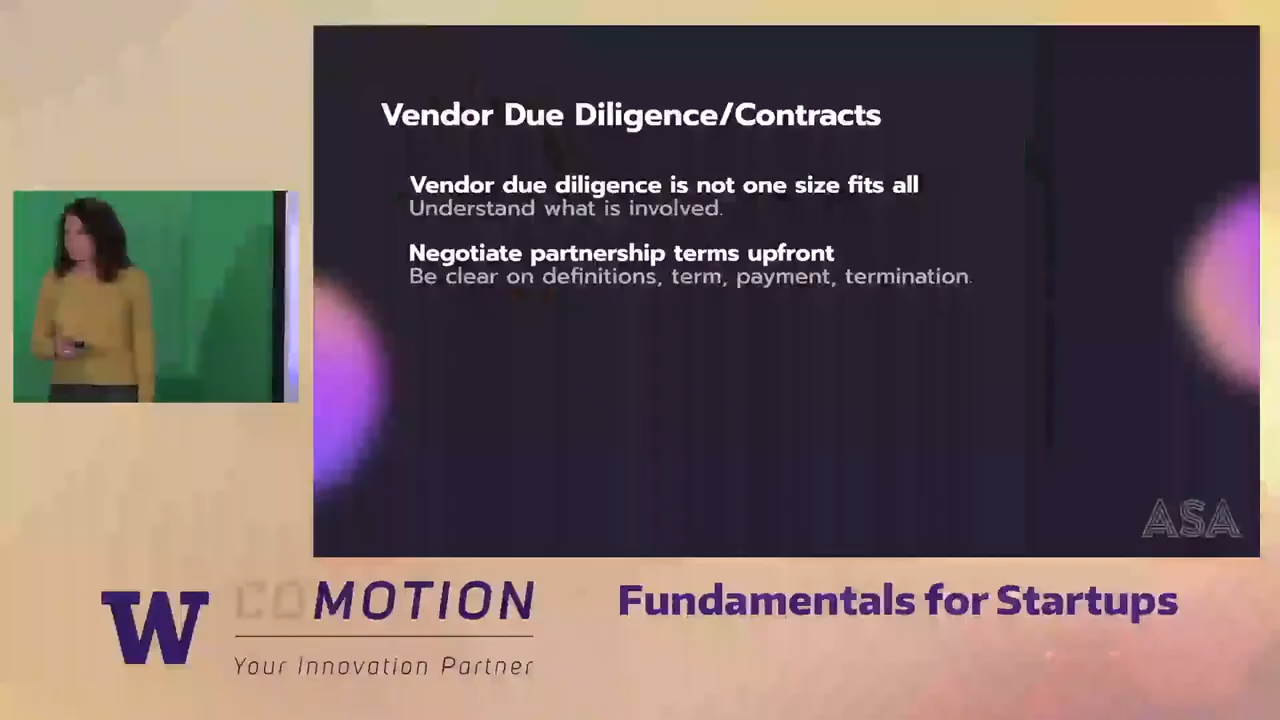 Vendor Due Diligence/Contracts
Vendor due diligence is not one size fits all
Understand what is involved.
Negotiate partnership terms upfront
Be clear on definitions, term, payment, termination.
ASA
W
COMOTION
Your Innovation Partner
Fundamentals for Startups